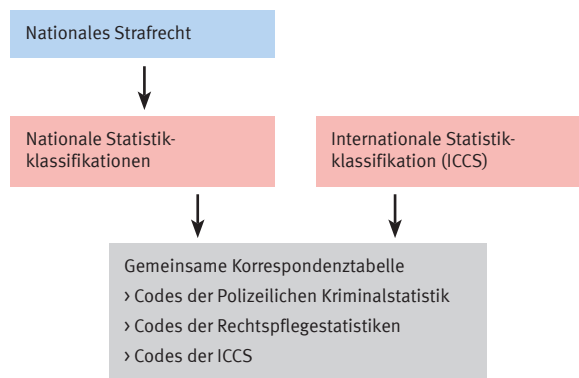 Nationales Strafrecht
Nationale Statistik-
klassifikationen
Internationale Statistik-
klassifikation (ICCS)
Gemeinsame Korrespondenztabelle
> Codes der Polizeilichen Kriminalstatistik
> Codes der Rechtspflegestatistiken
> Codes der ICCS